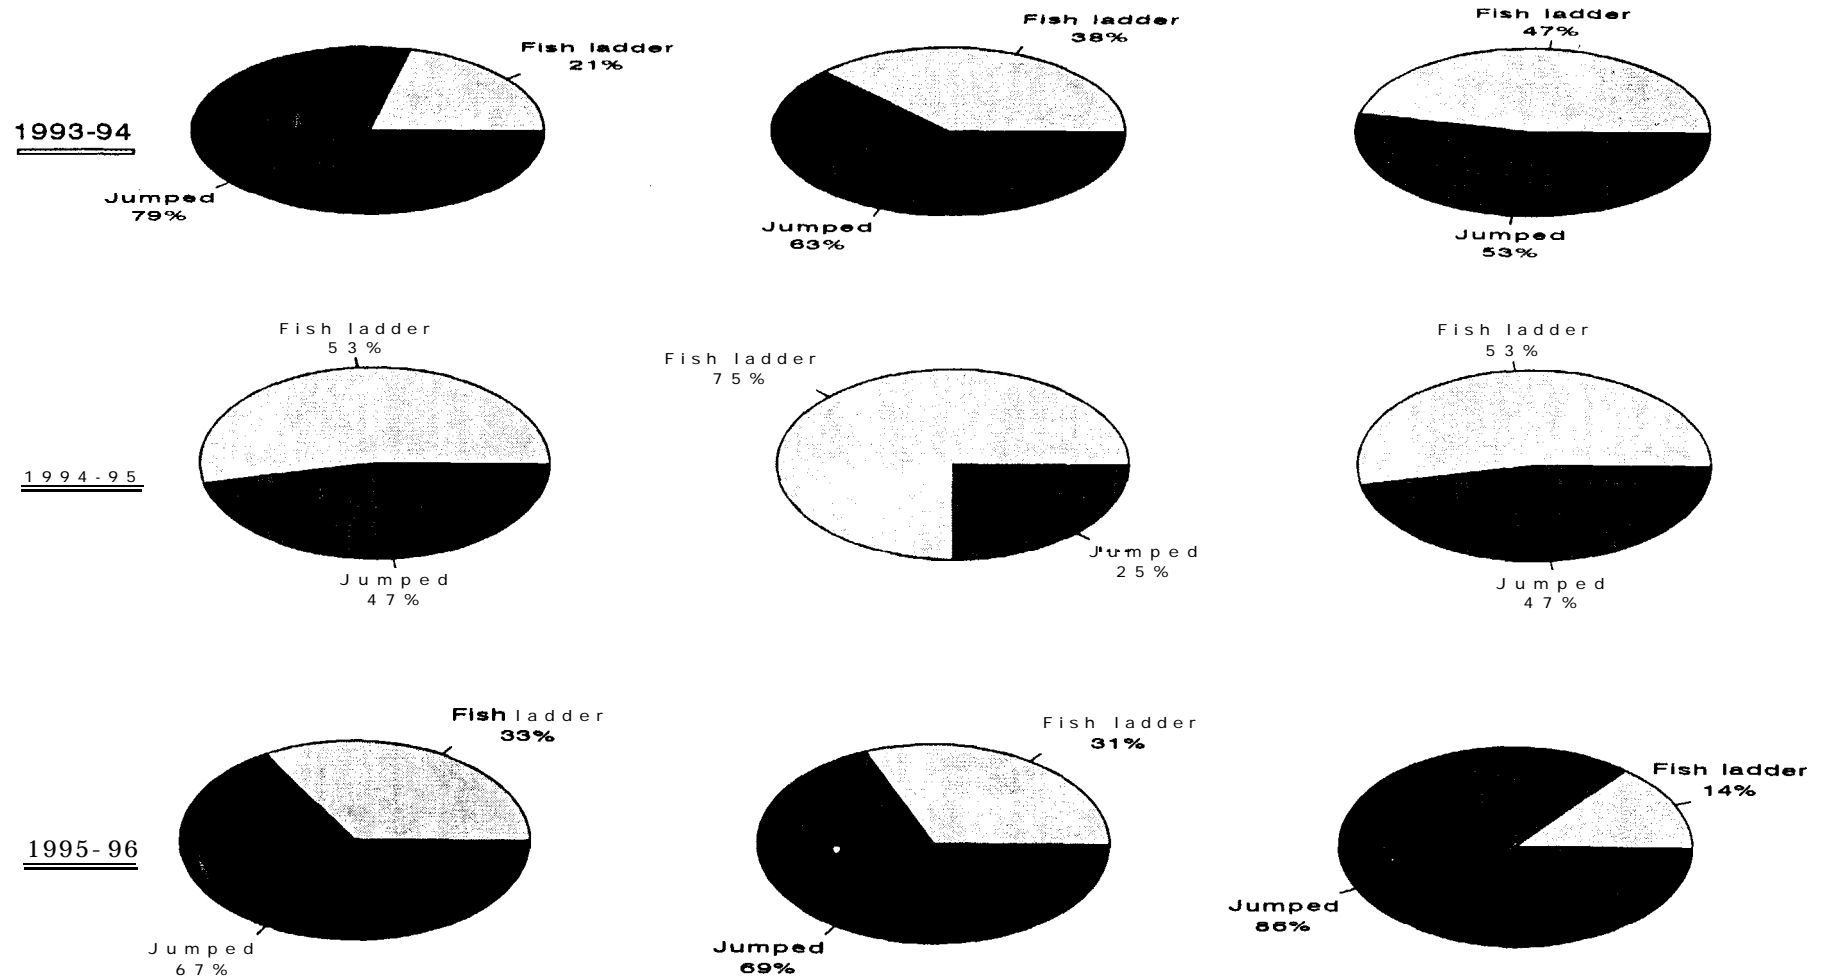 Fish ladder
21%
Fish ladder
38%
Fish ladder
47%
1993-94
Jumped
79%
Jumped
63%
Jumped
53%
Fish ladder
53%
Fish ladder
75%
Fish ladder
53%
1994-95
Jumped
47%
Jumped
25%
Jumped
47%
Fish ladder
33%
Fish ladder
31%
Fish ladder
14%
1995-96
Jumped
67%
Jumped
69%
Jumped
86%